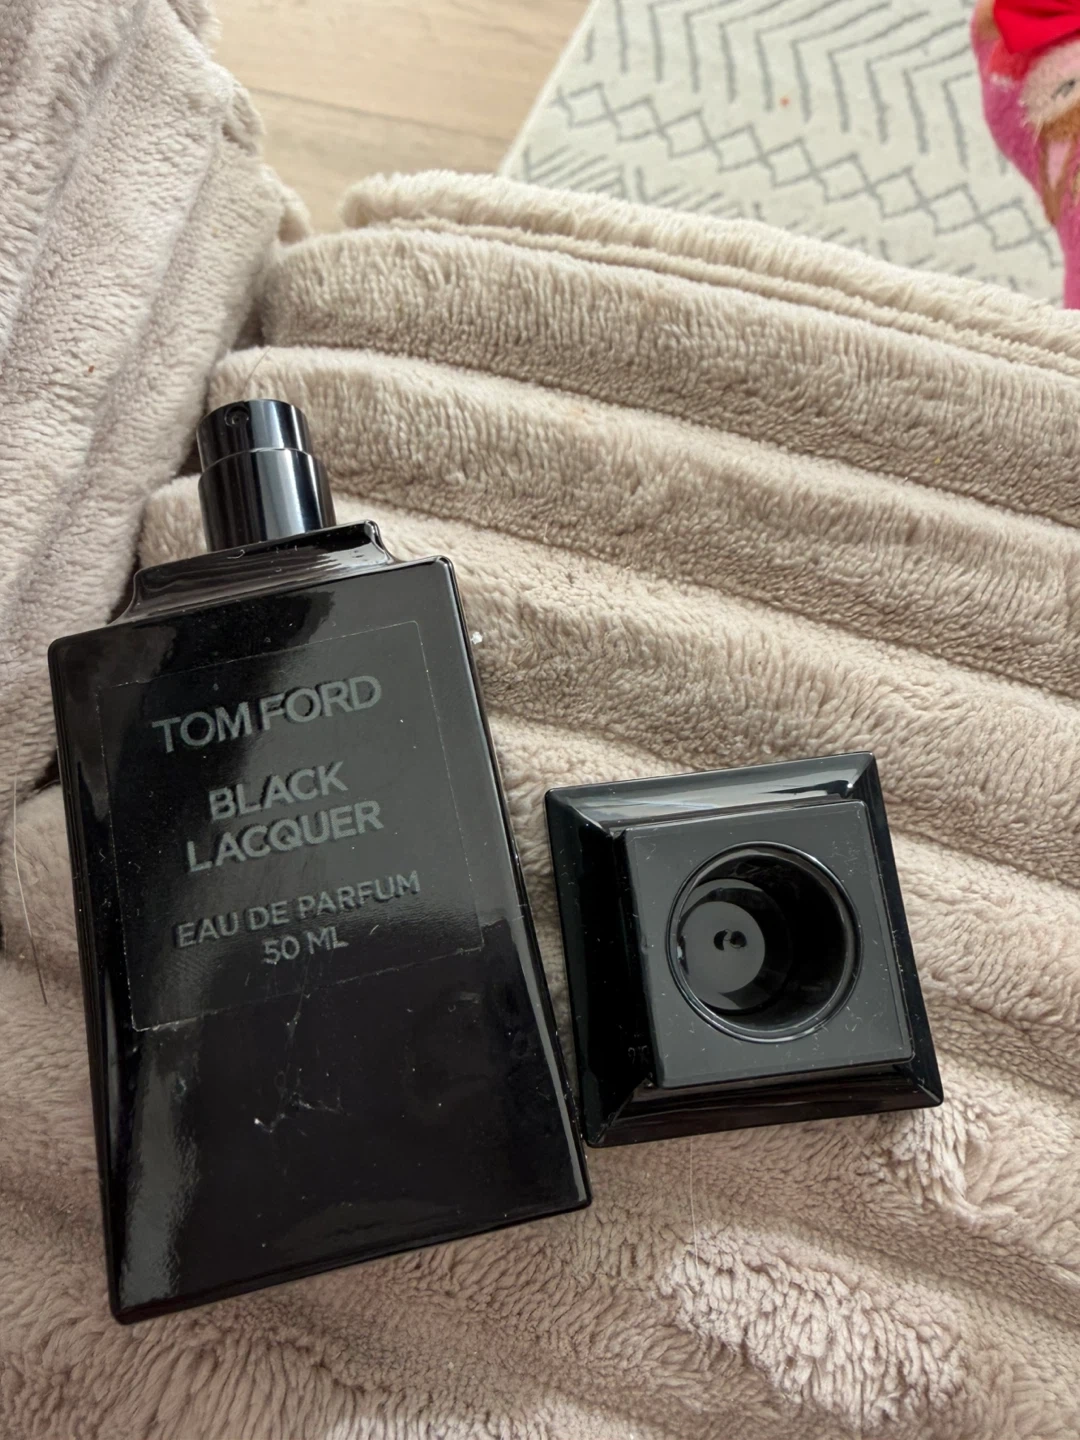 TOM FORD
BLACK
LACQUER
EAU DE PARFUM
50 ML